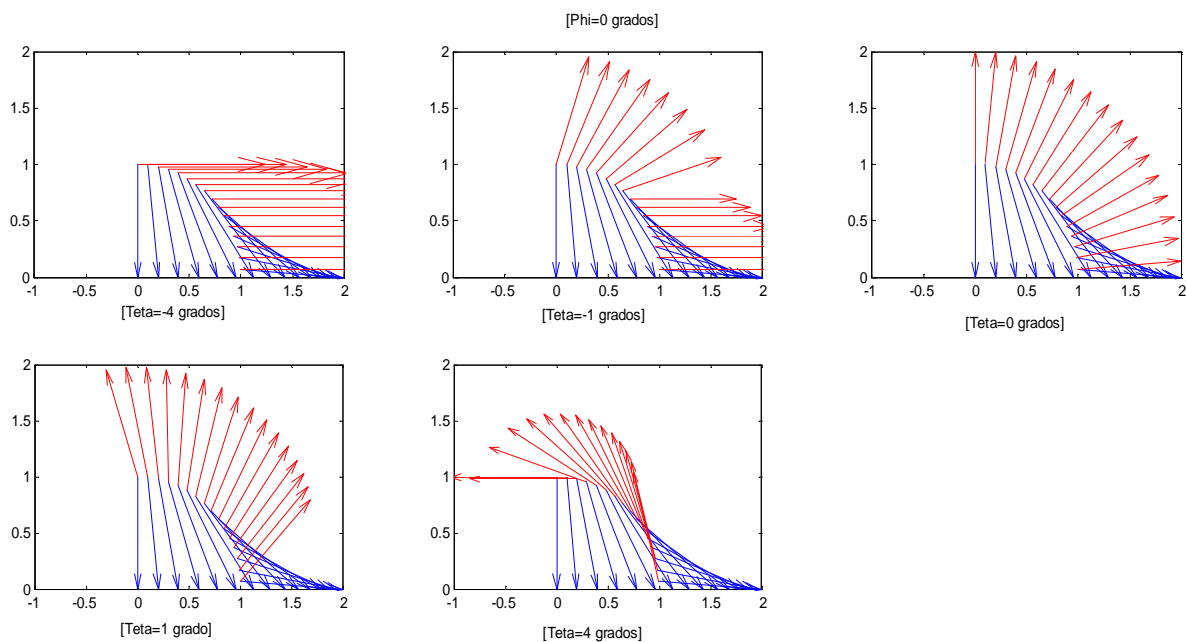 [Phi=0 grados]
2
1.5
1
0.5
0
-1 -0.5 0 0.5 1 1.5 2
[Teta=-4 grados]
2
1.5
1
0.5
0
-1 -0.5 0 0.5 1 1.5 2
[Teta=-1 grados]
2
1.5
1
0.5
0
-1 -0.5 0 0.5 1 1.5 2
[Teta=0 grados]
2
1.5
1
0.5
0
-1 -0.5 0 0.5 1 1.5 2
[Teta=1 grado]
2
1.5
1
0.5
0
-1 -0.5 0 0.5 1 1.5 2
[Teta=4 grados]